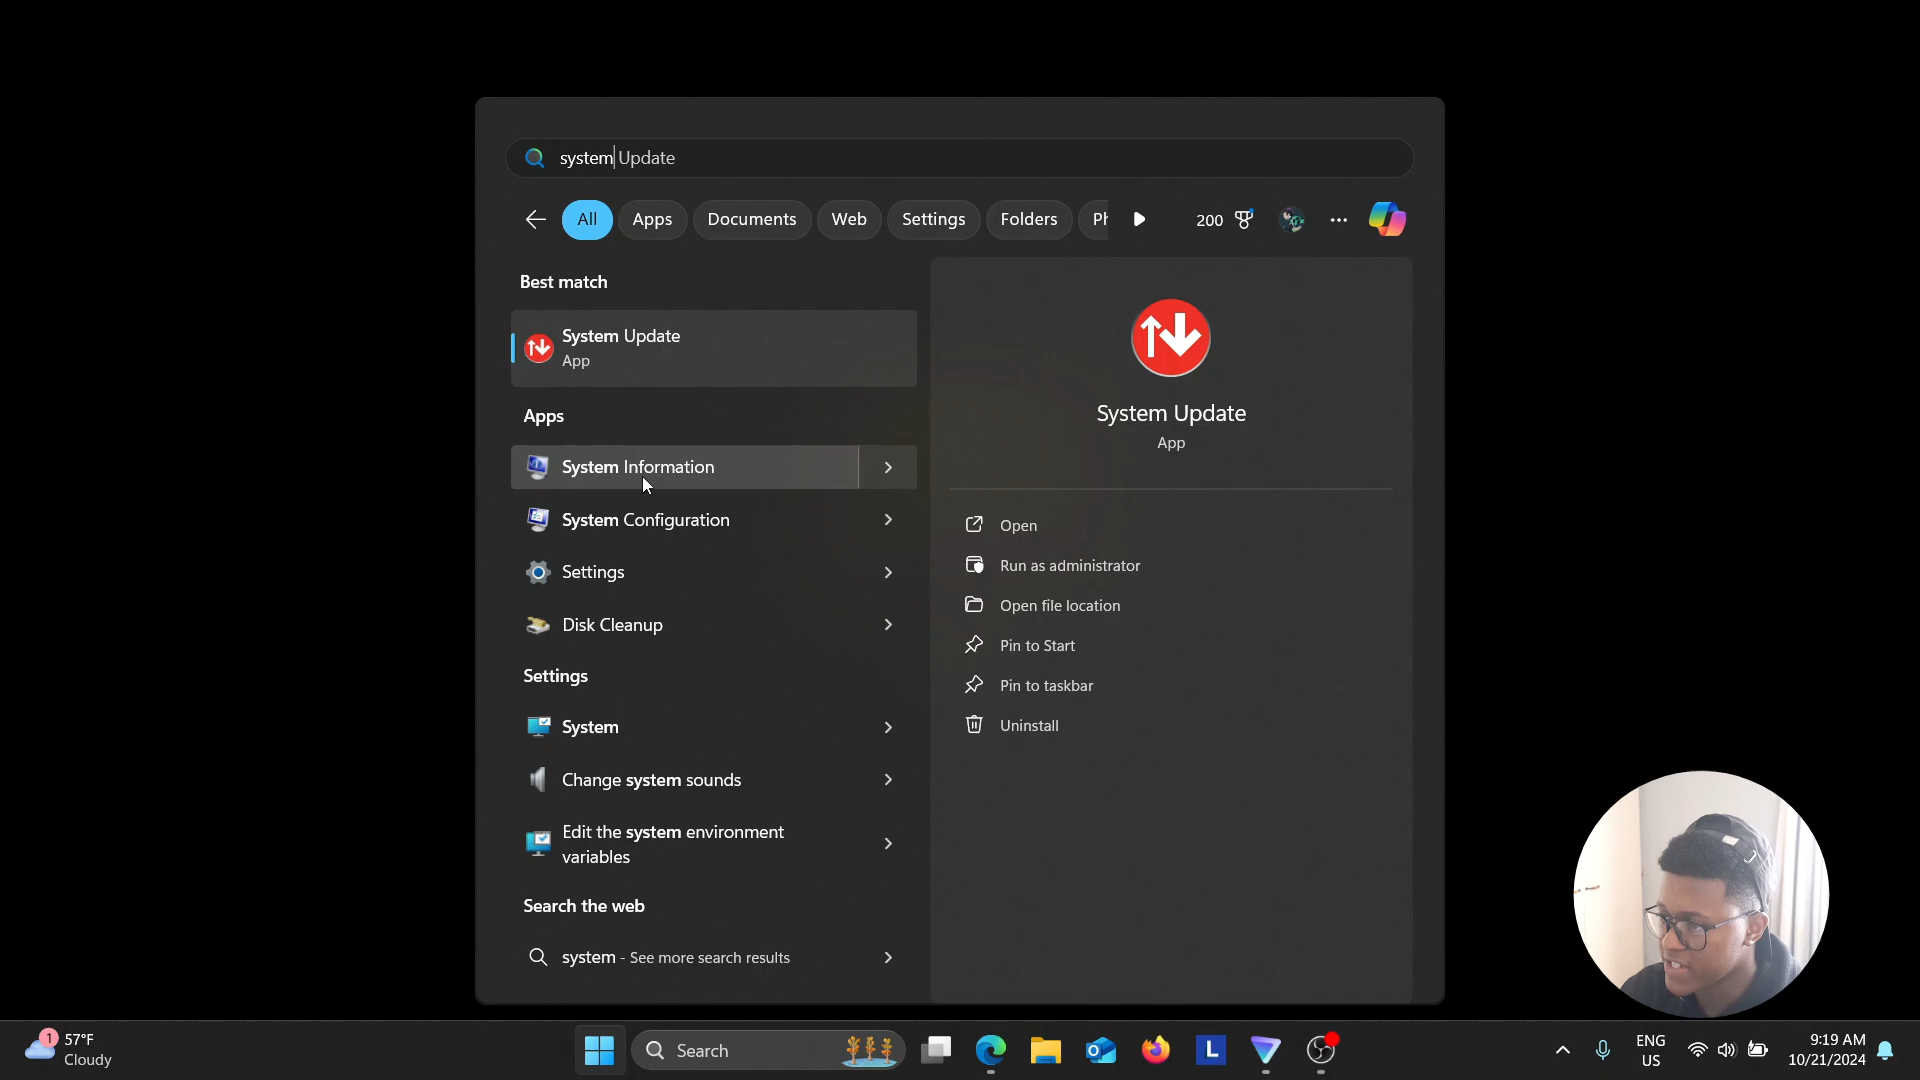 system Update
All
Apps
Documents
Web
Settings
Folders
Ph
200
Best match
System Update
App
Apps
System Information
System Configuration
Settings
Disk Cleanup
Settings
System
Change system sounds
Edit the system environment
variables
Search the web
system - See more search results
System Update
App
Open
Run as administrator
Open file location
Pin to Start
Pin to taskbar
Uninstall
1
57°F
Cloudy
Search
L
ENG
US
9:19 AM
10/21/2024